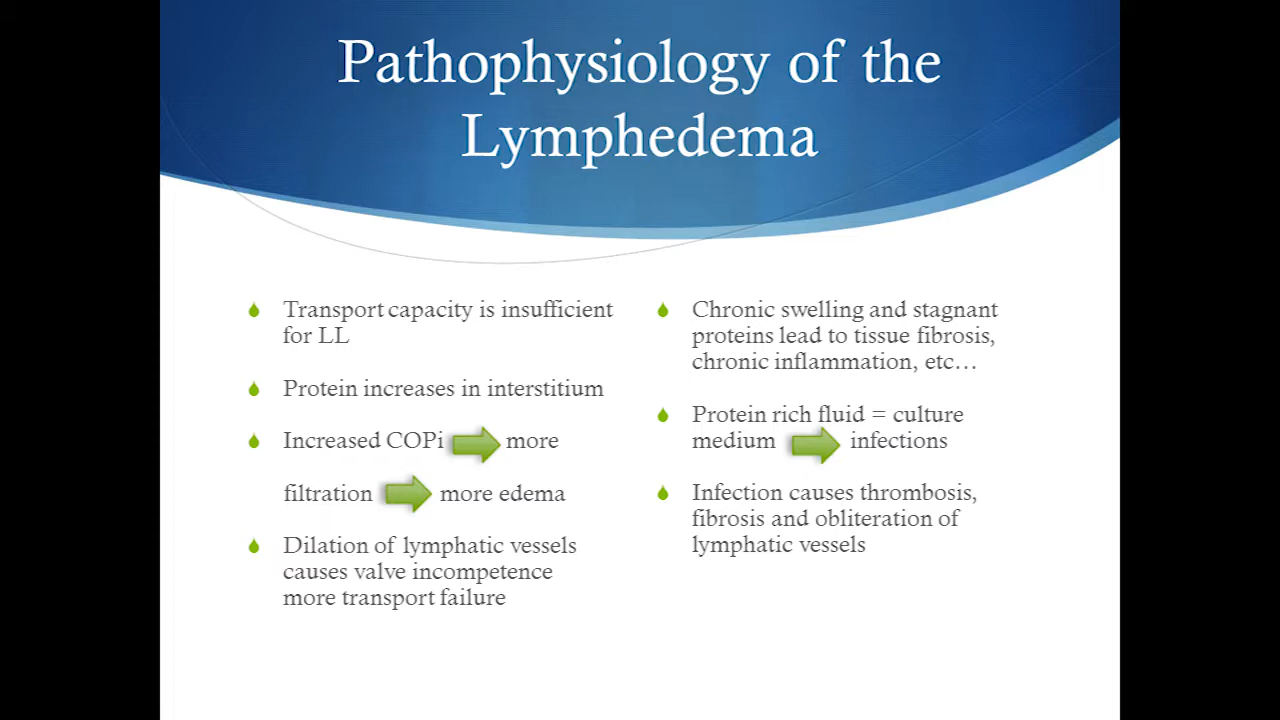 Pathophysiology of the
Lymphedema
Transport capacity is insufficient
for LL
Protein increases in interstitium
Increased COPi more
filtration more edema
Dilation of lymphatic vessels
causes valve incompetence
more transport failure
Chronic swelling and stagnant
proteins lead to tissue fibrosis,
chronic inflammation, etc…
Protein rich fluid = culture
medium infections
Infection causes thrombosis,
fibrosis and obliteration of
lymphatic vessels